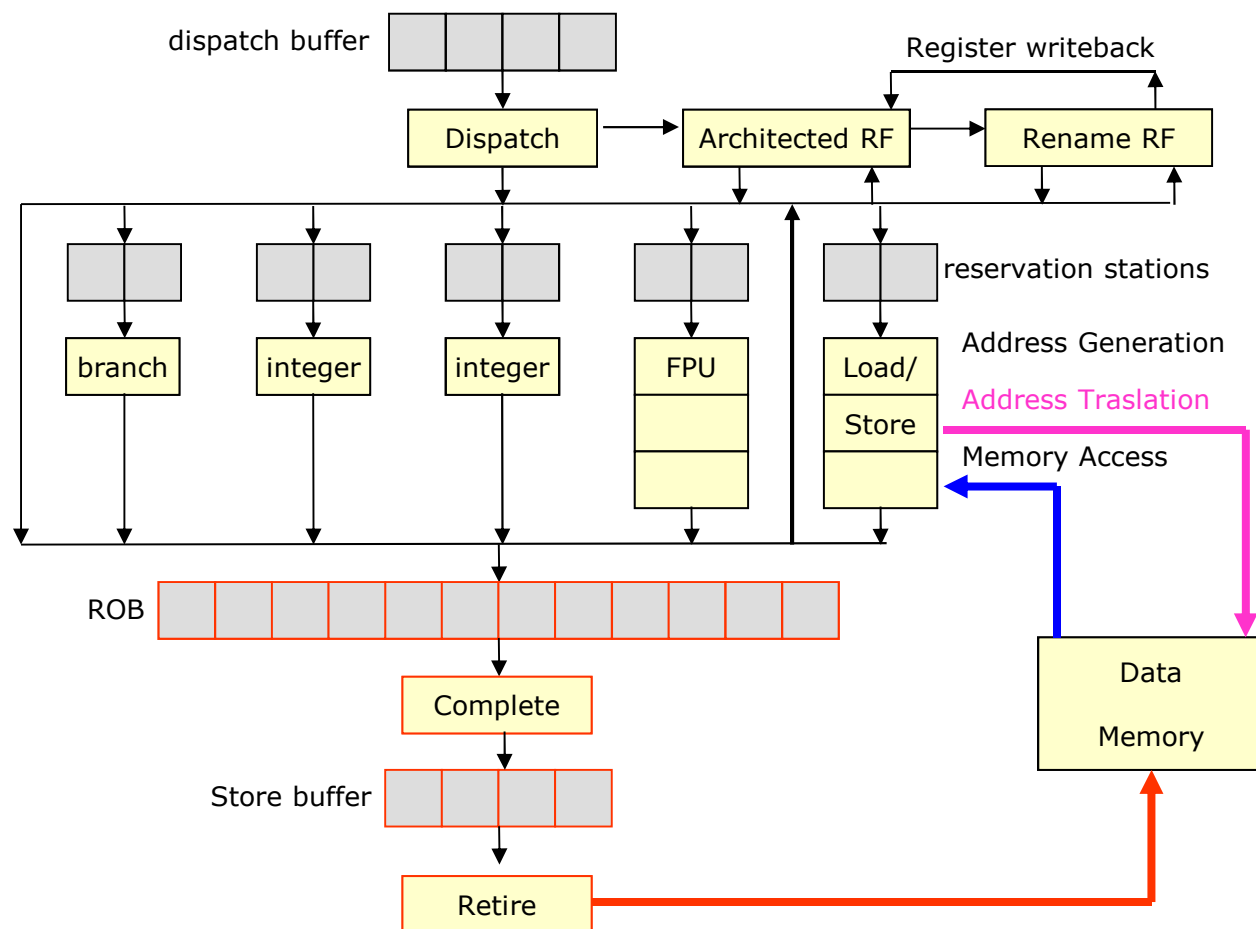 dispatch buffer
Register writeback
Dispatch
Architected RF
Rename RF
reservation stations
branch
integer
integer
FPU
Load/
Store
Address Generation
Address Traslation
Memory Access
ROB
Complete
Data
Memory
Store buffer
Retire